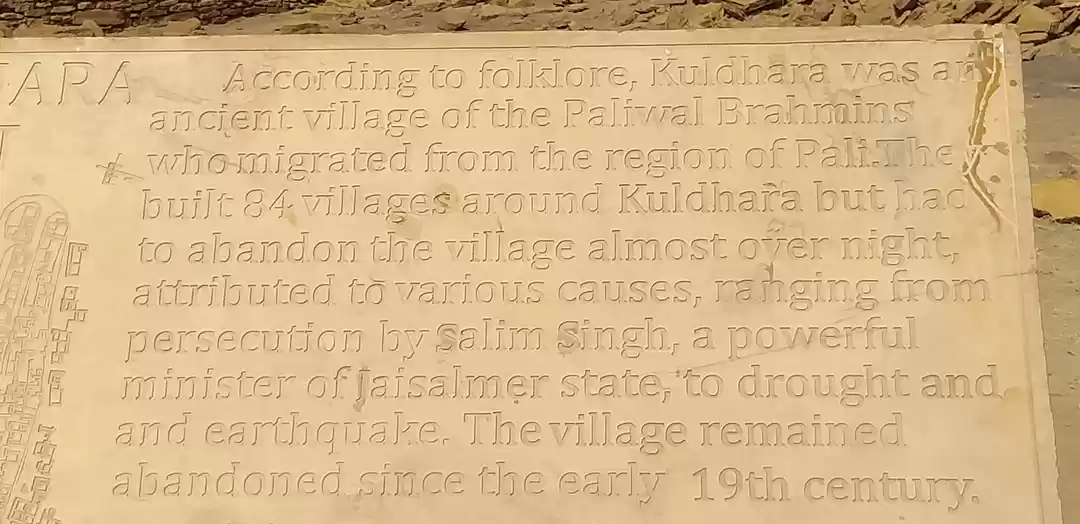 ARA
According to folklore, Kuldhara was an
ancient village of the Paliwal Brahmins
who migrated from the region of Pali.The
built 84 villages around Kuldhara but had
to abandon the village almost over night,
attributed to various causes, ranging from
persecution by Salim Singh, a powerful
minister of Jaisalmer state, to drought and
and earthquake. The village remained
abandoned since the early 19th century.